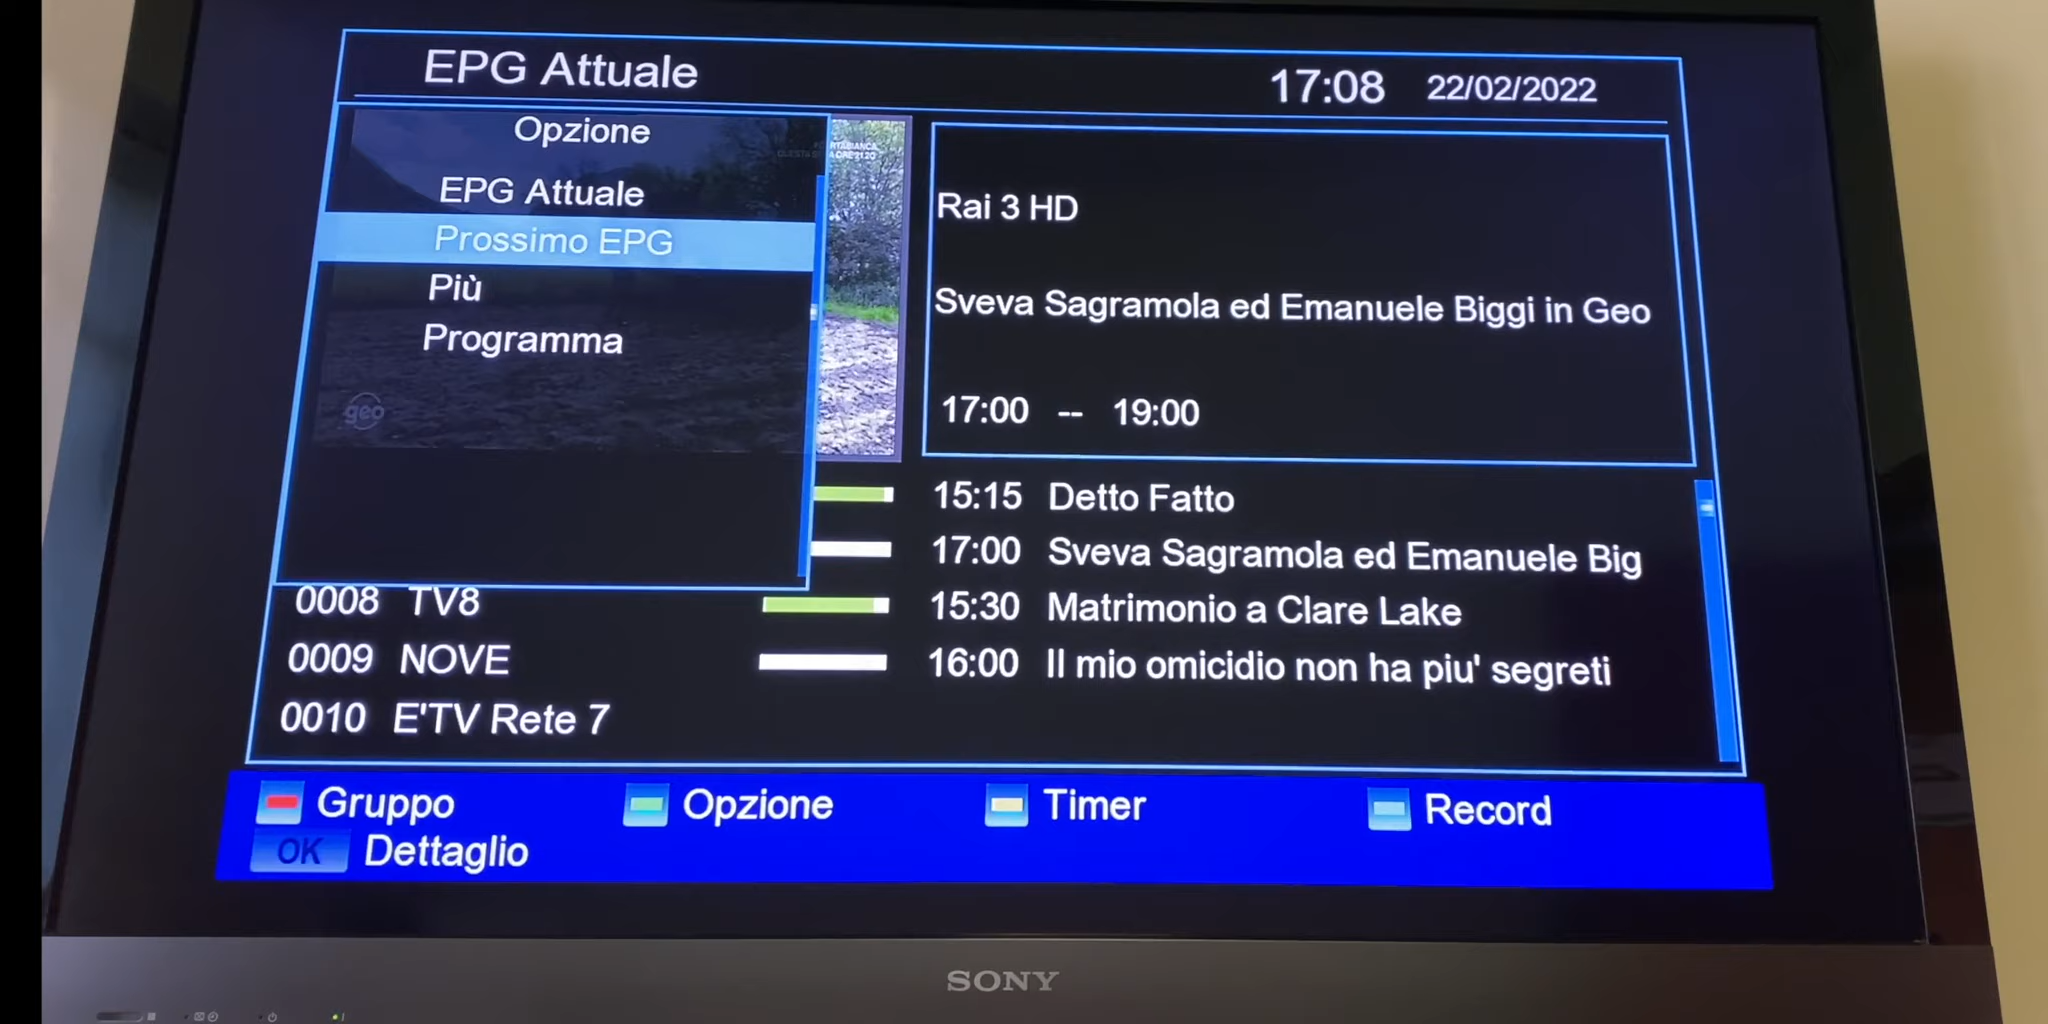 EPG Attuale
17:08 22/02/2022
Opzione
EPG Attuale
Prossimo EPG
Più
Programma
geo
Rai 3 HD
Sveva Sagramola ed Emanuele Biggi in Geo
17:00 -- 19:00
15:15 Detto Fatto
17:00 Sveva Sagramola ed Emanuele Big
0008 TV8 15:30 Matrimonio a Clare Lake
0009 NOVE 16:00 Il mio omicidio non ha piu' segreti
0010 E'TV Rete 7
Gruppo Opzione Timer Record
OK Dettaglio
SONY